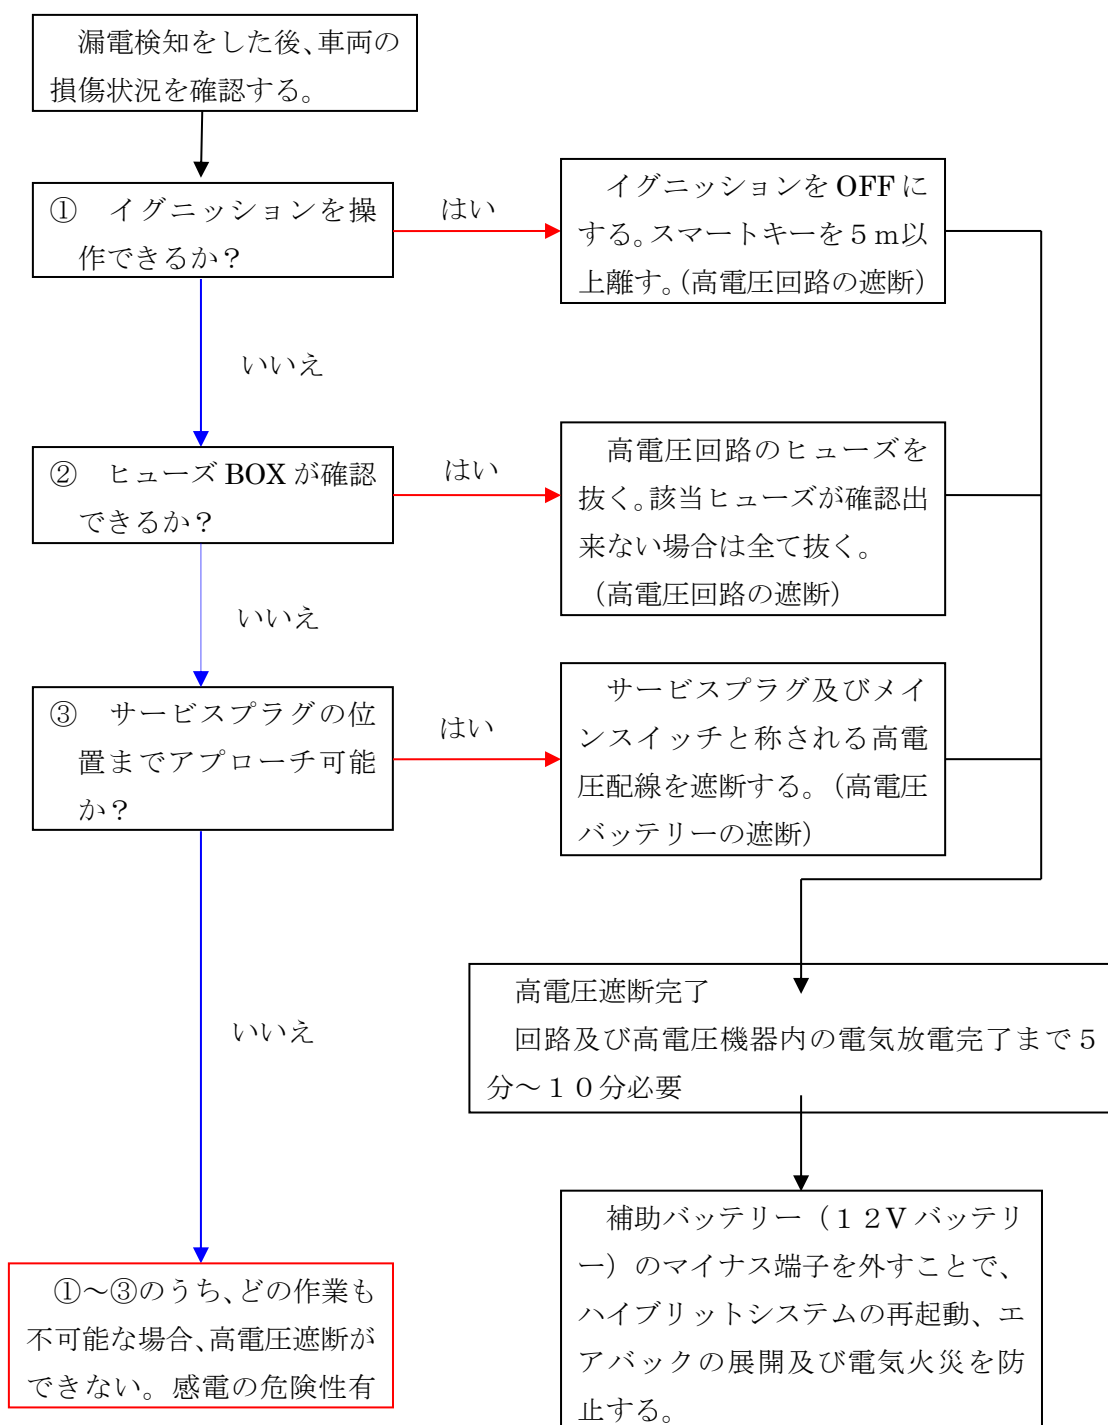 漏電検知をした後、車両の
損傷状況を確認する。
① イグニッションを操
作できるか？
はい
イグニッションを OFF に
する。スマートキーを５ｍ以
上離す。（高電圧回路の遮断）
いいえ
② ヒューズ BOX が確認
できるか？
はい
高電圧回路のヒューズを
抜く。該当ヒューズが確認出
来ない場合は全て抜く。
（高電圧回路の遮断）
いいえ
③ サービスプラグの位
置までアプローチ可能
か？
はい
サービスプラグ及びメイ
ンスイッチと称される高電
圧配線を遮断する。（高電圧
バッテリーの遮断）
いいえ
高電圧遮断完了
回路及び高電圧機器内の電気放電完了まで５
分～１０分必要
補助バッテリー（１２V バッテリ
ー）のマイナス端子を外すことで、
ハイブリットシステムの再起動、エ
アバックの展開及び電気火災を防
止する。
①～③のうち、どの作業も
不可能な場合、高電圧遮断が
できない。感電の危険性有